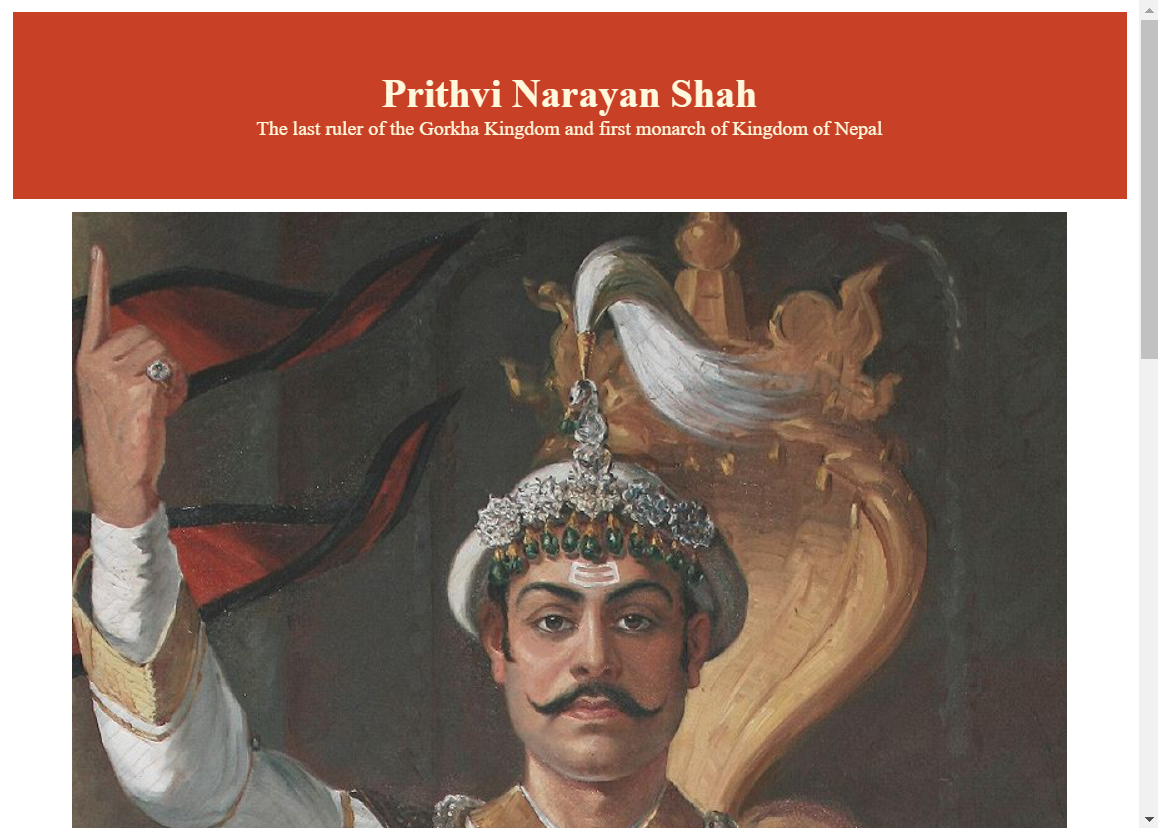 Prithvi Narayan Shah
The last ruler of the Gorkha Kingdom and first monarch of Kingdom of Nepal